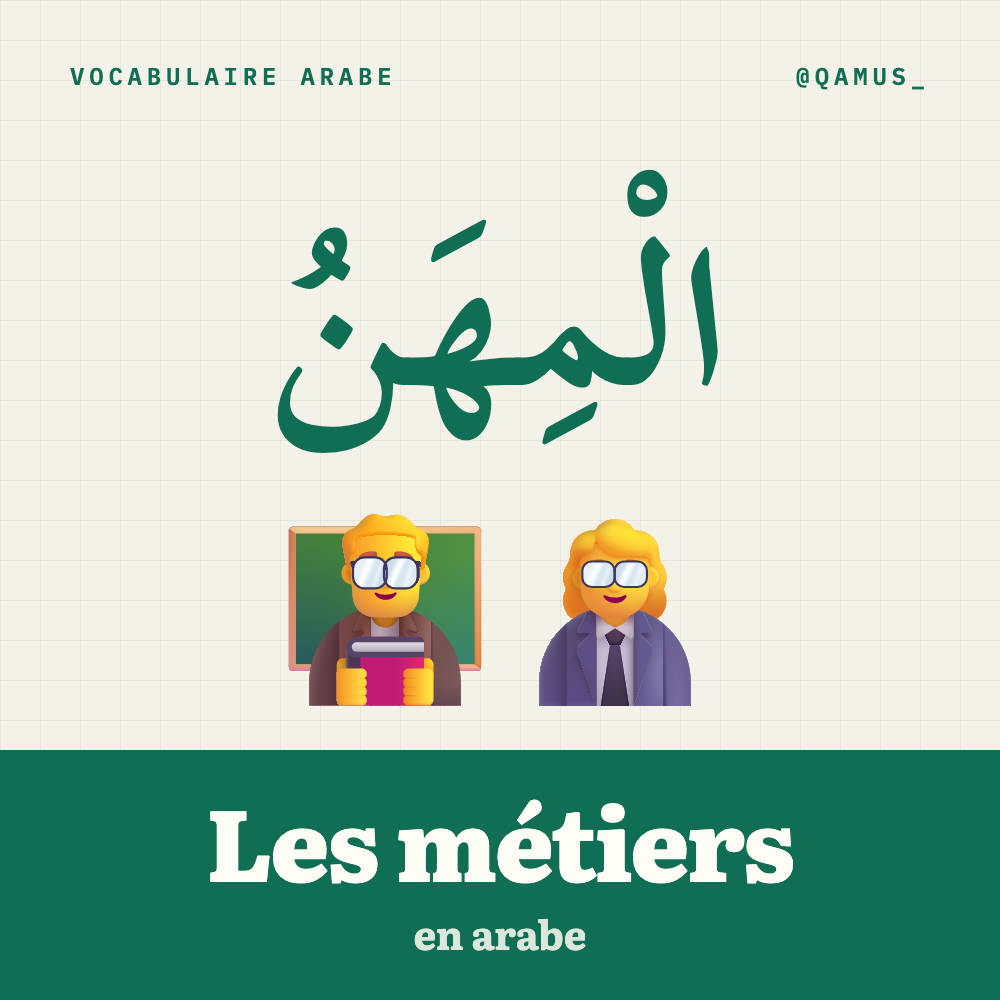 VOCABULAIRE ARABE
@QAMUS_
الْمِهَنُ
Les métiers
en arabe